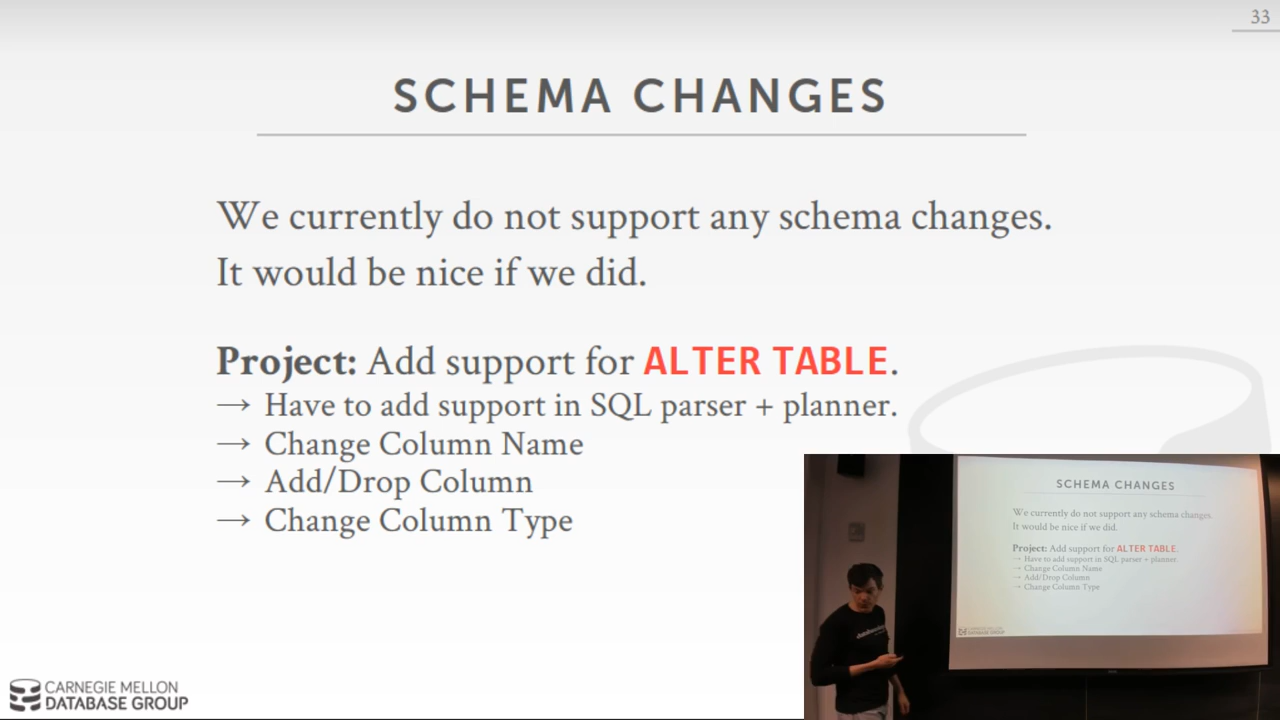 33
SCHEMA CHANGES
We currently do not support any schema changes.
It would be nice if we did.
Project: Add support for ALTER TABLE.
→ Have to add support in SQL parser + planner.
→ Change Column Name
→ Add/Drop Column
→ Change Column Type
CARNEGIE MELLON
DATABASE GROUP
SCHEMA CHANGES
We currently do not support any schema changes.
It would be nice if we did.
Project: Add support for ALTER TABLE.
→ Have to add support in SQL parser + planner.
→ Change Column Name
→ Add/Drop Column
→ Change Column Type
CARNEGIE MELLON
DATABASE GROUP